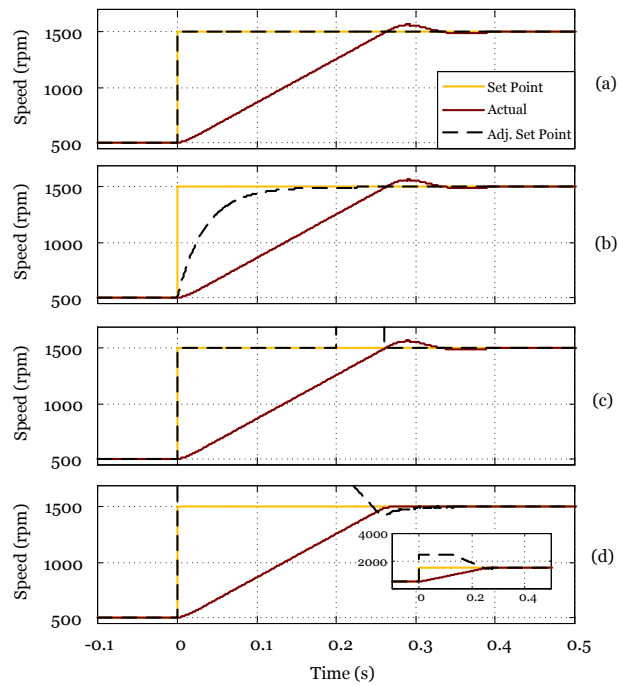 1500
1000
500
Speed (rpm)
Set Point
Actual
Adj. Set Point
(a)
1500
1000
500
Speed (rpm)
(b)
1500
1000
500
Speed (rpm)
(c)
1500
1000
500
Speed (rpm)
4000
2000
0 0.2 0.4
(d)
-0.1 0 0.1 0.2 0.3 0.4 0.5
Time (s)